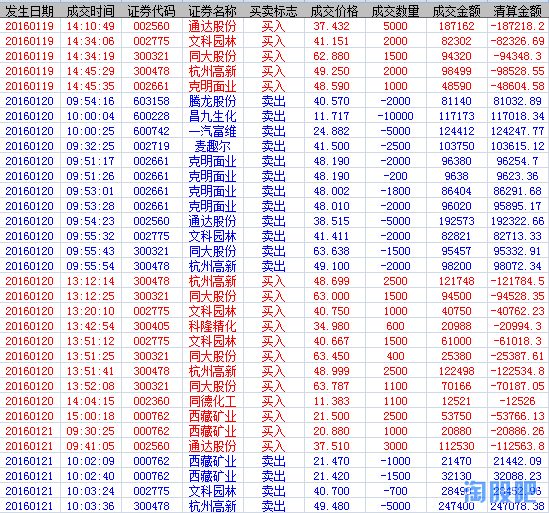 发生日期 成交时间 证券代码 证券名称 买卖标志 成交价格 成交数量 成交金额 清算金额
20160119 14:10:49 002560 通达股份 买入 37.432 5000 187162 -187218.2
20160119 14:34:06 002775 文科园林 买入 41.151 2000 82302 -82326.69
20160119 14:34:19 300321 同大股份 买入 62.880 1500 94320 -94348.3
20160119 14:45:29 300478 杭州高新 买入 49.250 2000 98499 -98528.55
20160119 14:45:35 002661 克明面业 买入 48.590 1000 48590 -48604.58
20160120 09:54:16 603158 腾龙股份 卖出 40.570 -2000 81140 81032.89
20160120 10:00:04 600228 昌九生化 卖出 11.717 -10000 117173 117018.34
20160120 10:00:25 600742 一汽富维 卖出 24.882 -5000 124412 124247.77
20160120 09:32:25 002719 麦趣尔 卖出 41.500 -2500 103750 103615.12
20160120 09:51:17 002661 克明面业 卖出 48.190 -2000 96380 96254.7
20160120 09:51:17 002661 克明面业 卖出 48.190 -200 9638 9623.36
20160120 09:53:01 002661 克明面业 卖出 48.002 -1800 86404 86291.68
20160120 09:53:28 002661 克明面业 卖出 48.010 -2000 96020 95895.17
20160120 09:54:23 002560 通达股份 卖出 38.515 -5000 192573 192322.66
20160120 09:55:32 002775 文科园林 卖出 41.411 -2000 82821 82713.33
20160120 09:55:43 300321 同大股份 卖出 63.638 -1500 95457 95332.91
20160120 09:55:54 300478 杭州高新 卖出 49.100 -2000 98200 98072.34
20160120 13:12:14 300478 杭州高新 买入 48.699 2500 121748 -121784.5
20160120 13:12:25 300321 同大股份 买入 63.000 1500 94500 -94528.35
20160120 13:20:10 002775 文科园林 买入 40.750 1000 40750 -40762.23
20160120 13:42:54 300405 科隆精化 买入 34.980 600 20988 -20994.3
20160120 13:51:12 002775 文科园林 买入 40.667 1500 61000 -61018.3
20160120 13:51:25 300321 同大股份 买入 63.450 400 25380 -25387.61
20160120 13:51:41 300478 杭州高新 买入 48.999 2500 122498 -122534.8
20160120 13:52:08 300321 同大股份 买入 63.787 1100 70166 -70187.05
20160120 14:04:15 002360 同德化工 买入 11.383 1100 12521 -12526
20160120 15:00:18 000762 西藏矿业 买入 21.500 2500 53750 -53766.13
20160121 09:30:25 000762 西藏矿业 买入 20.880 1000 20880 -20886.26
20160121 09:41:05 002560 通达股份 买入 37.510 3000 112530 -112563.8
20160121 10:02:09 000762 西藏矿业 卖出 21.470 -1000 21470 21442.09
20160121 10:02:40 000762 西藏矿业 卖出 21.420 -1500 32130 32088.23
20160121 10:03:24 002775 文科园林 卖出 40.700 -700 28490
20160121 10:03:36 300478 杭州高新 卖出 49.480 -5000 247400 247078.38
淘股吧